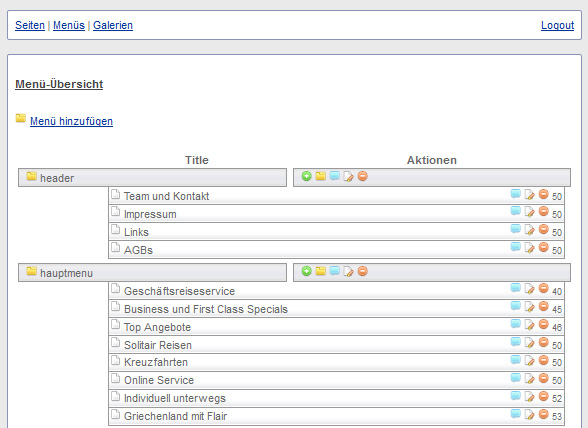 Seiten | Menüs | Galerien Logout
Menü-Übersicht
Menü hinzufügen
Title Aktionen
header
Team und Kontakt 50
Impressum 50
Links 50
AGBs 50
hauptmenu
Geschäftsreiseservice 40
Business und First Class Specials 45
Top Angebote 46
Solitair Reisen 50
Kreuzfahrten 50
Online Service 50
Individuell unterwegs 52
Griechenland mit Flair 53